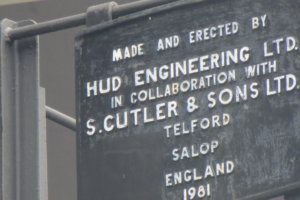 MADE AND ERECTED BY
HUD ENGINEERING LTD.
IN COLLABORATION WITH
S.CUTLER & SONS LTD.
TELFORD
SALOP
ENGLAND
1981